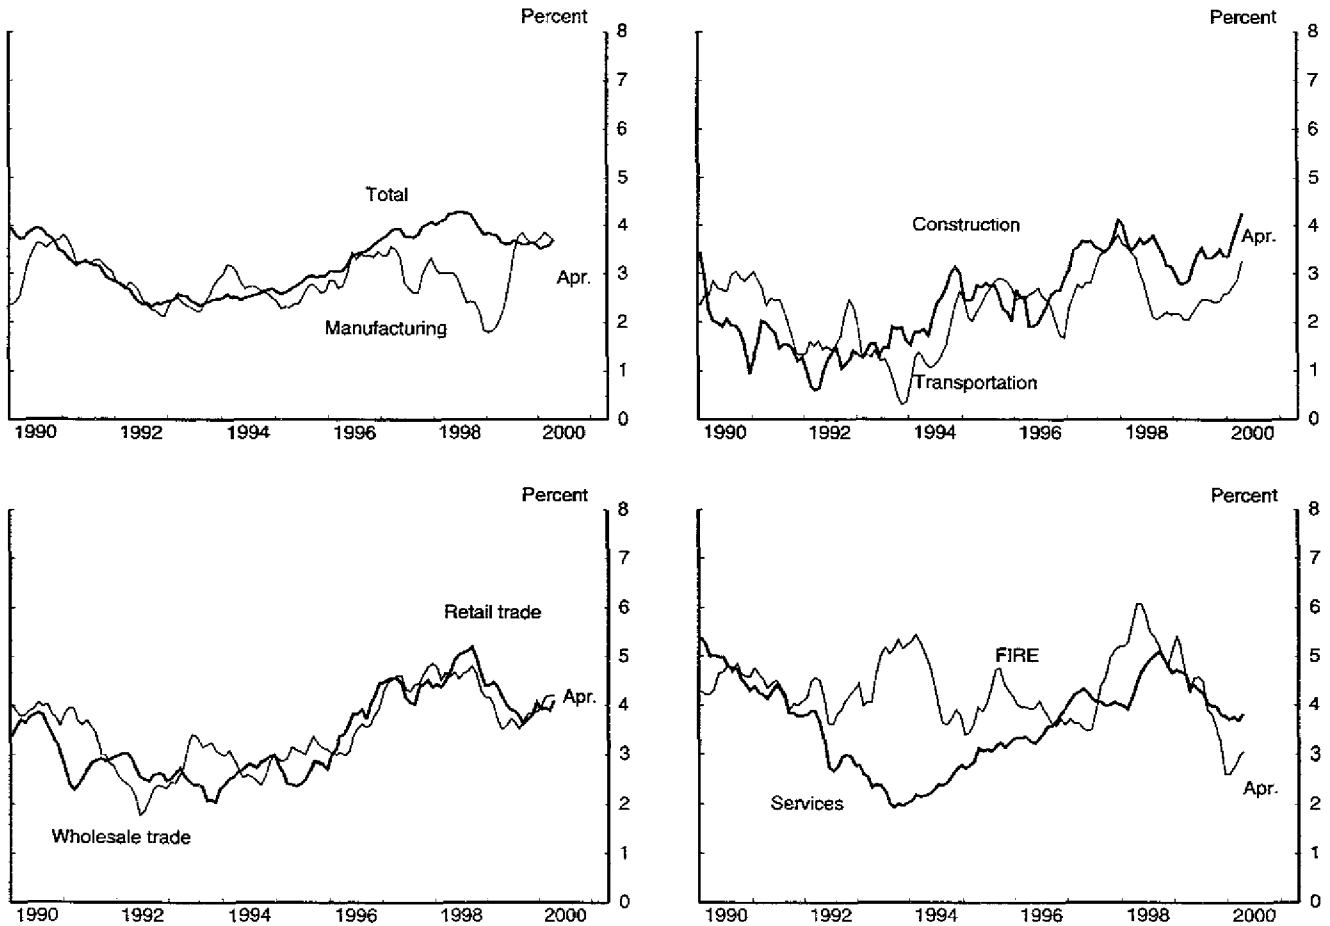 Percent
8
7
6
5
4
3
2
1
0
Total
Manufacturing
Apr.
1990 1992 1994 1996 1998 2000
Percent
8
7
6
5
4
3
2
1
0
Construction
Apr.
Transportation
1990 1992 1994 1996 1998 2000
Percent
8
7
6
5
4
3
2
1
0
Retail trade
Apr.
Wholesale trade
1990 1992 1994 1996 1998 2000
Percent
8
7
6
5
4
3
2
1
0
FIRE
Apr.
Services
1990 1992 1994 1996 1998 2000